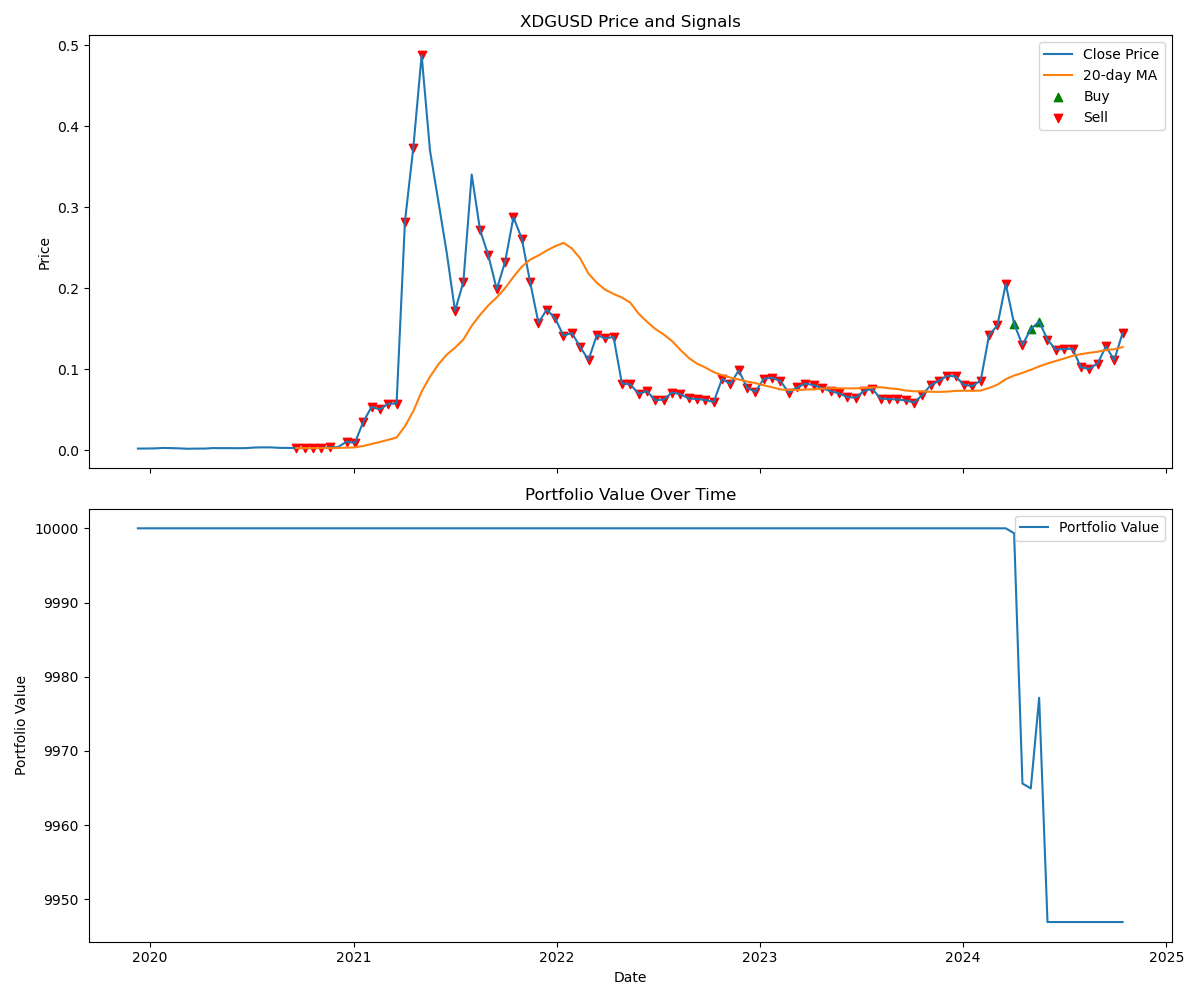 XDGUSD Price and Signals
0.5
0.4
0.3
0.2
0.1
0.0
Price
Close Price
20-day MA
Buy
Sell
Portfolio Value Over Time
10000
9990
9980
9970
9960
9950
Portfolio Value
Portfolio Value
2020
2021
2022
2023
2024
2025
Date